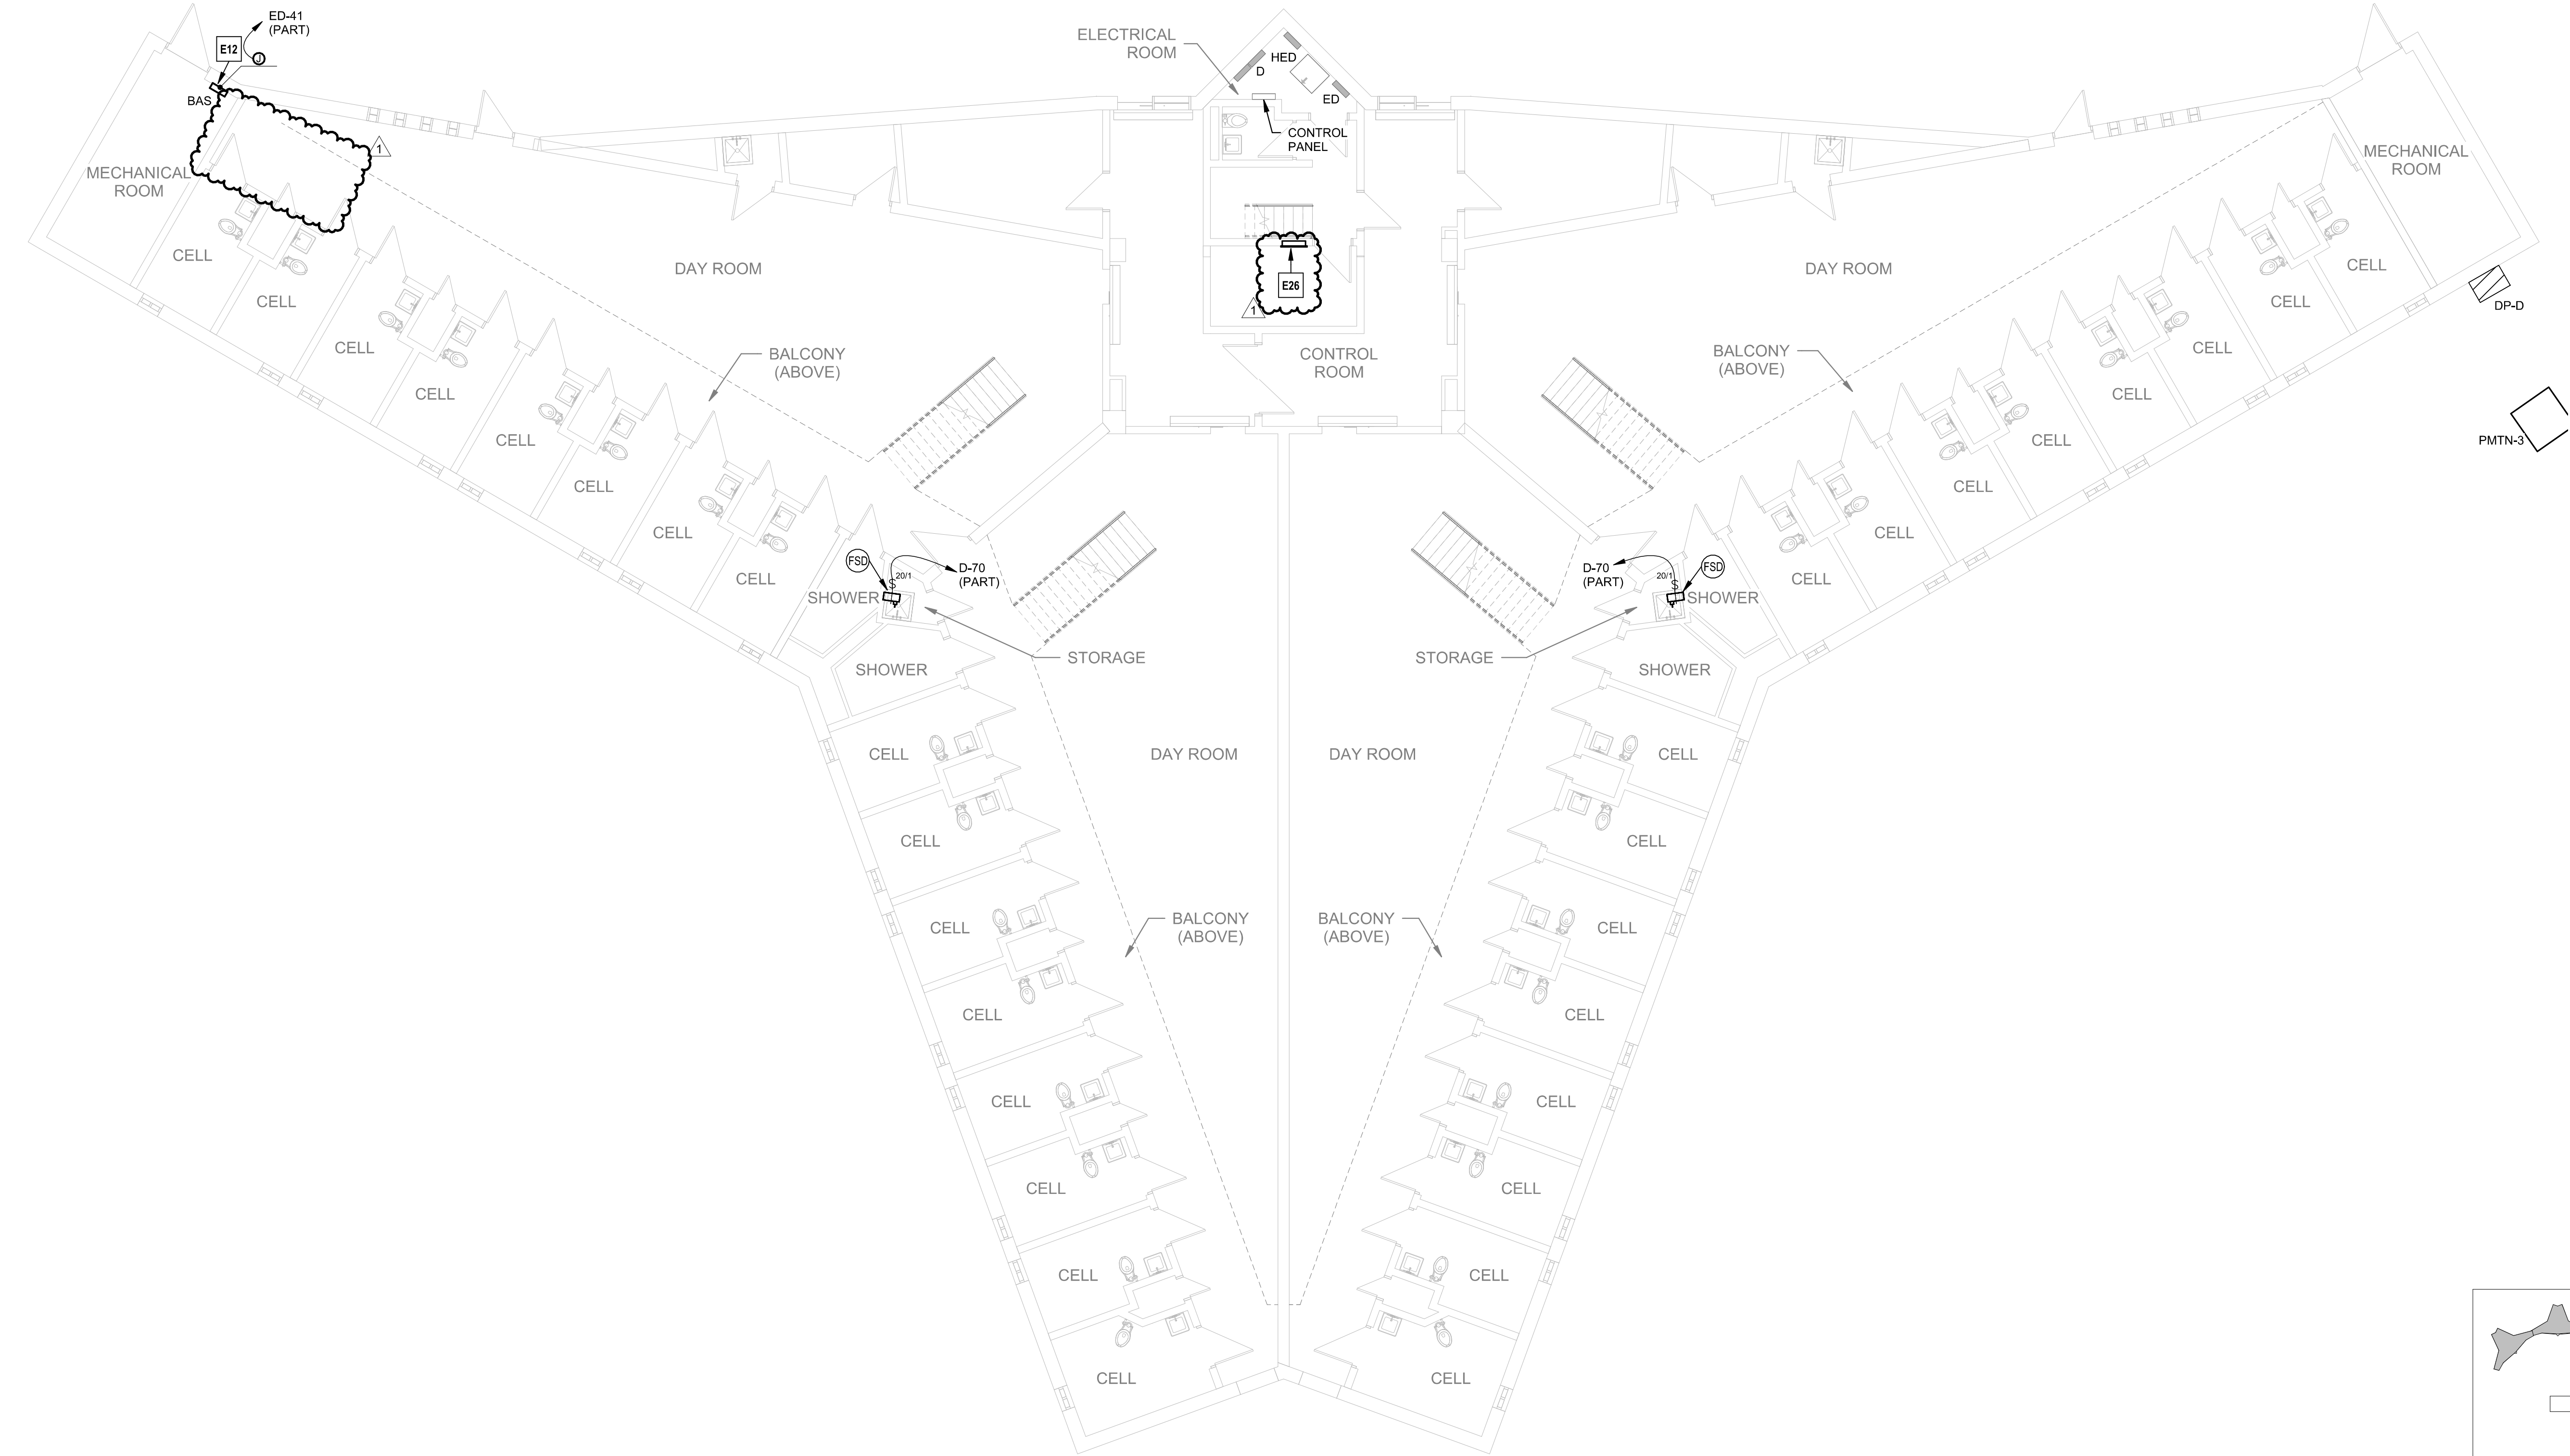 ED-41
(PART)
E12
J
BAS
1
MECHANICAL
ROOM
ELECTRICAL
ROOM
HED
D
ED
CONTROL
PANEL
MECHANICAL
ROOM
CELL
CELL
DAY ROOM
E26
1
DAY ROOM
CELL
CELL
DP-D
CELL
CELL
BALCONY
(ABOVE)
CONTROL
ROOM
BALCONY
(ABOVE)
CELL
CELL
PMTN-3
CELL
CELL
CELL
CELL
CELL
CELL
CELL
CELL
FSD
20/1
S
D-70
(PART)
SHOWER
D-70
(PART)
20/1
S
FSD
SHOWER
STORAGE
STORAGE
SHOWER
SHOWER
CELL
DAY ROOM
DAY ROOM
CELL
CELL
CELL
CELL
BALCONY
(ABOVE)
BALCONY
(ABOVE)
CELL
CELL
CELL
CELL
CELL
CELL
CELL
CELL
CELL
CELL
CELL